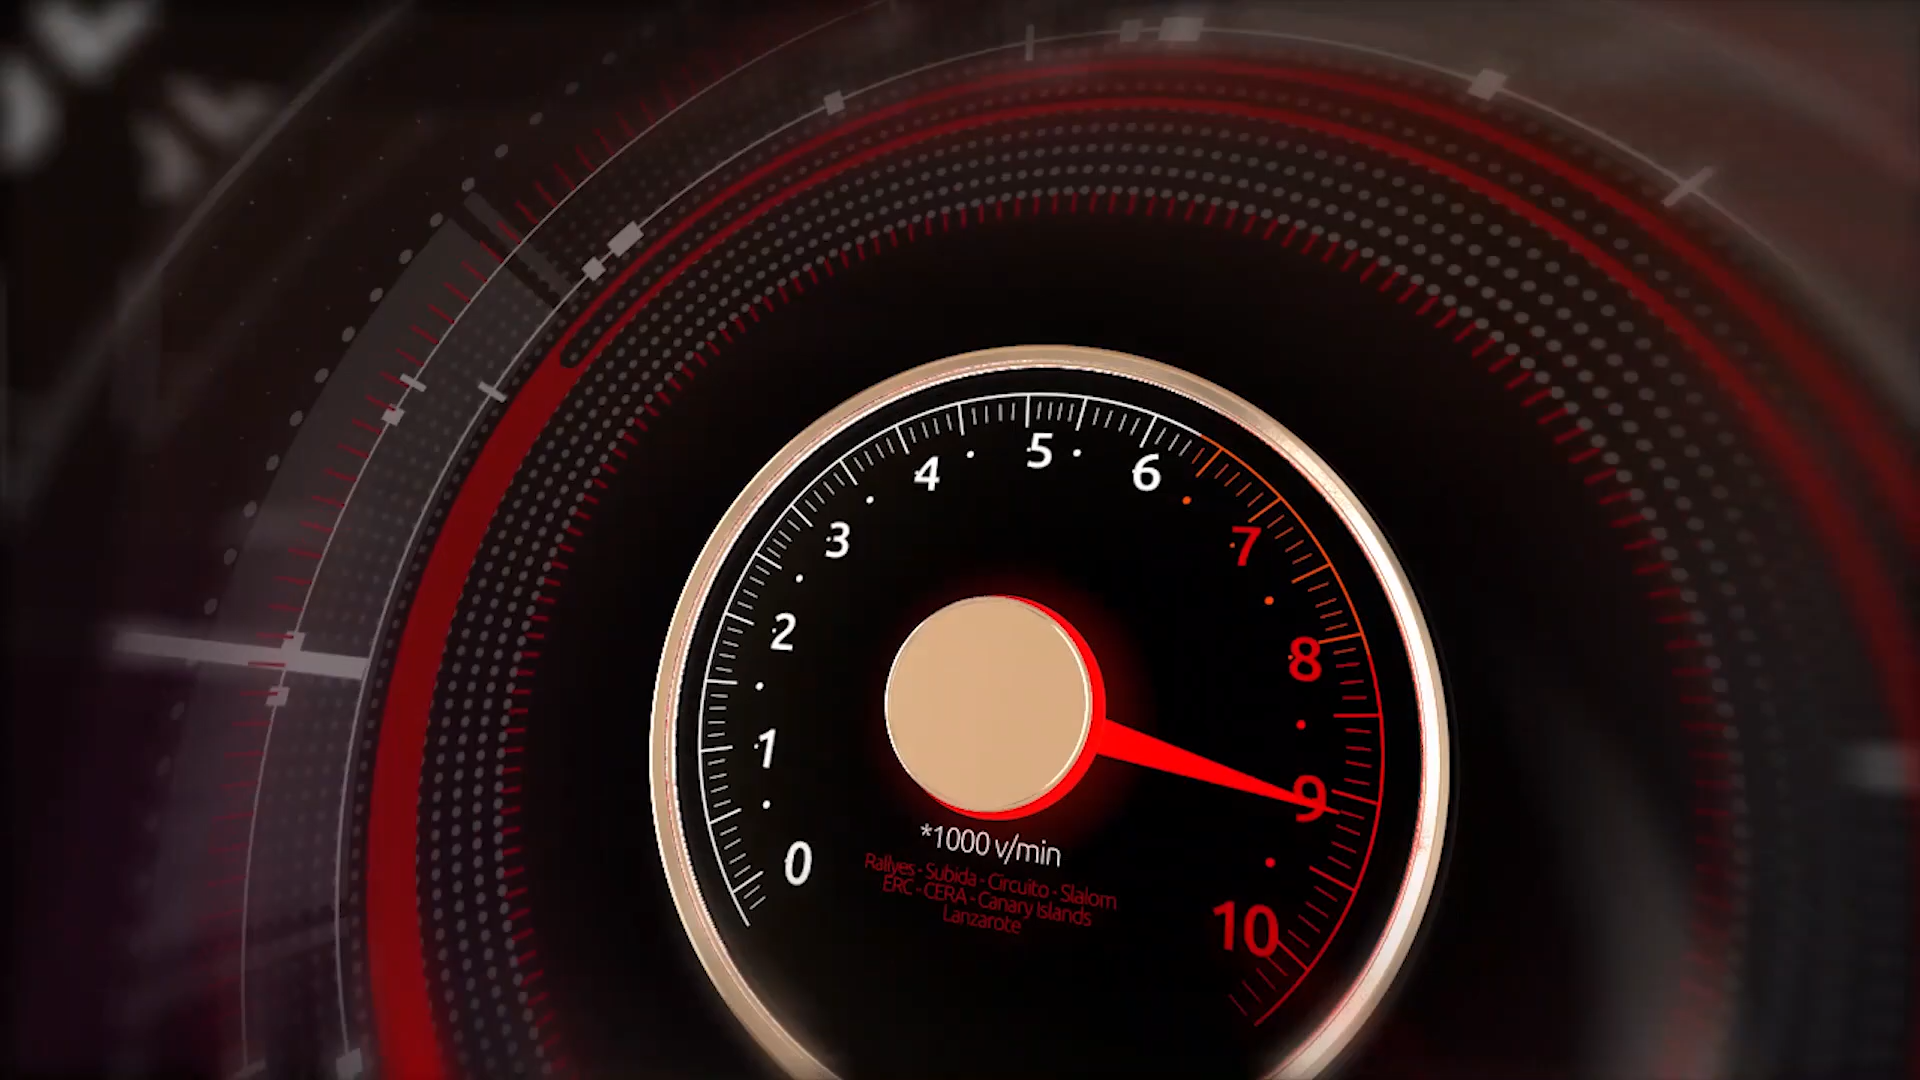 0
1
2
3
4
5
6
7
8
9
10
*1000 v/min
Rallyes - Subida - Circuito - Slalom
ERC - CERA - Canary Islands
Lanzarote